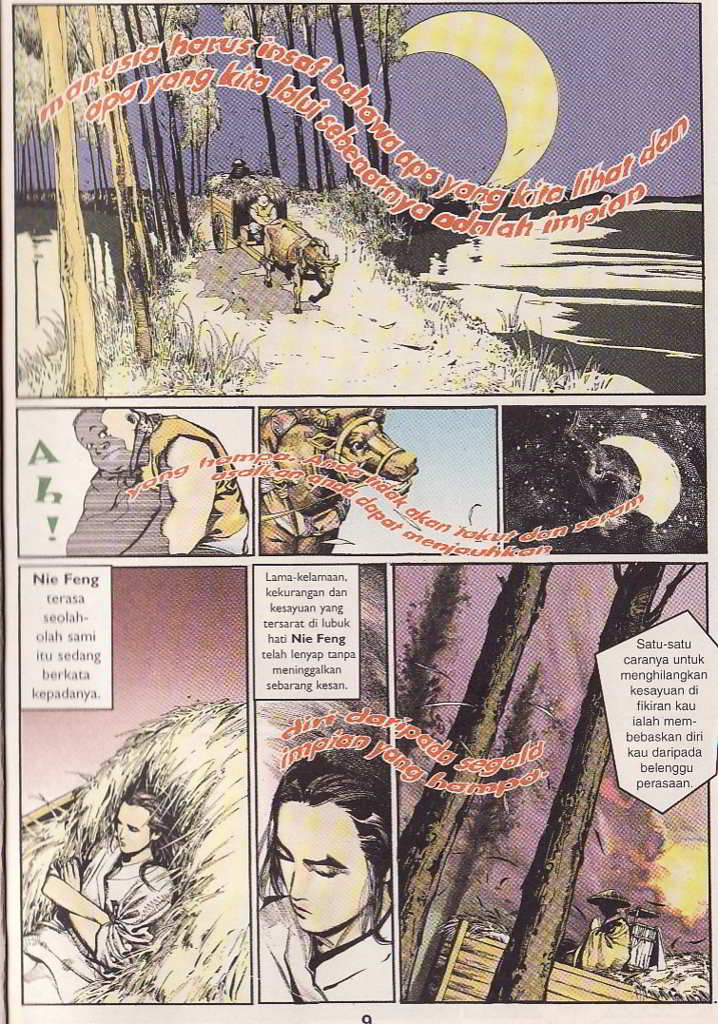 manusia harus insaf bahawa apa yang kita lihat dan
apa yang kita lalui sebenarnya adalah impian
Ah!
yang hampa. Anda tidak akan takut dan seram
andikan anda dapat menjauhkan
Nie Feng
terasa
seolah-
olah sami
itu sedang
berkata
kepadanya.
Lama-kelamaan,
kekurangan dan
kesayuan yang
tersarat di lubuk
hati Nie Feng
telah lenyap tanpa
meninggalkan
sebarang kesan.
diri daripada segala
impian yang hampa.
Satu-satu
caranya untuk
menghilangkan
kesayuan di
fikiran kau
ialah mem-
bebaskan diri
kau daripada
belenggu
perasaan.
9